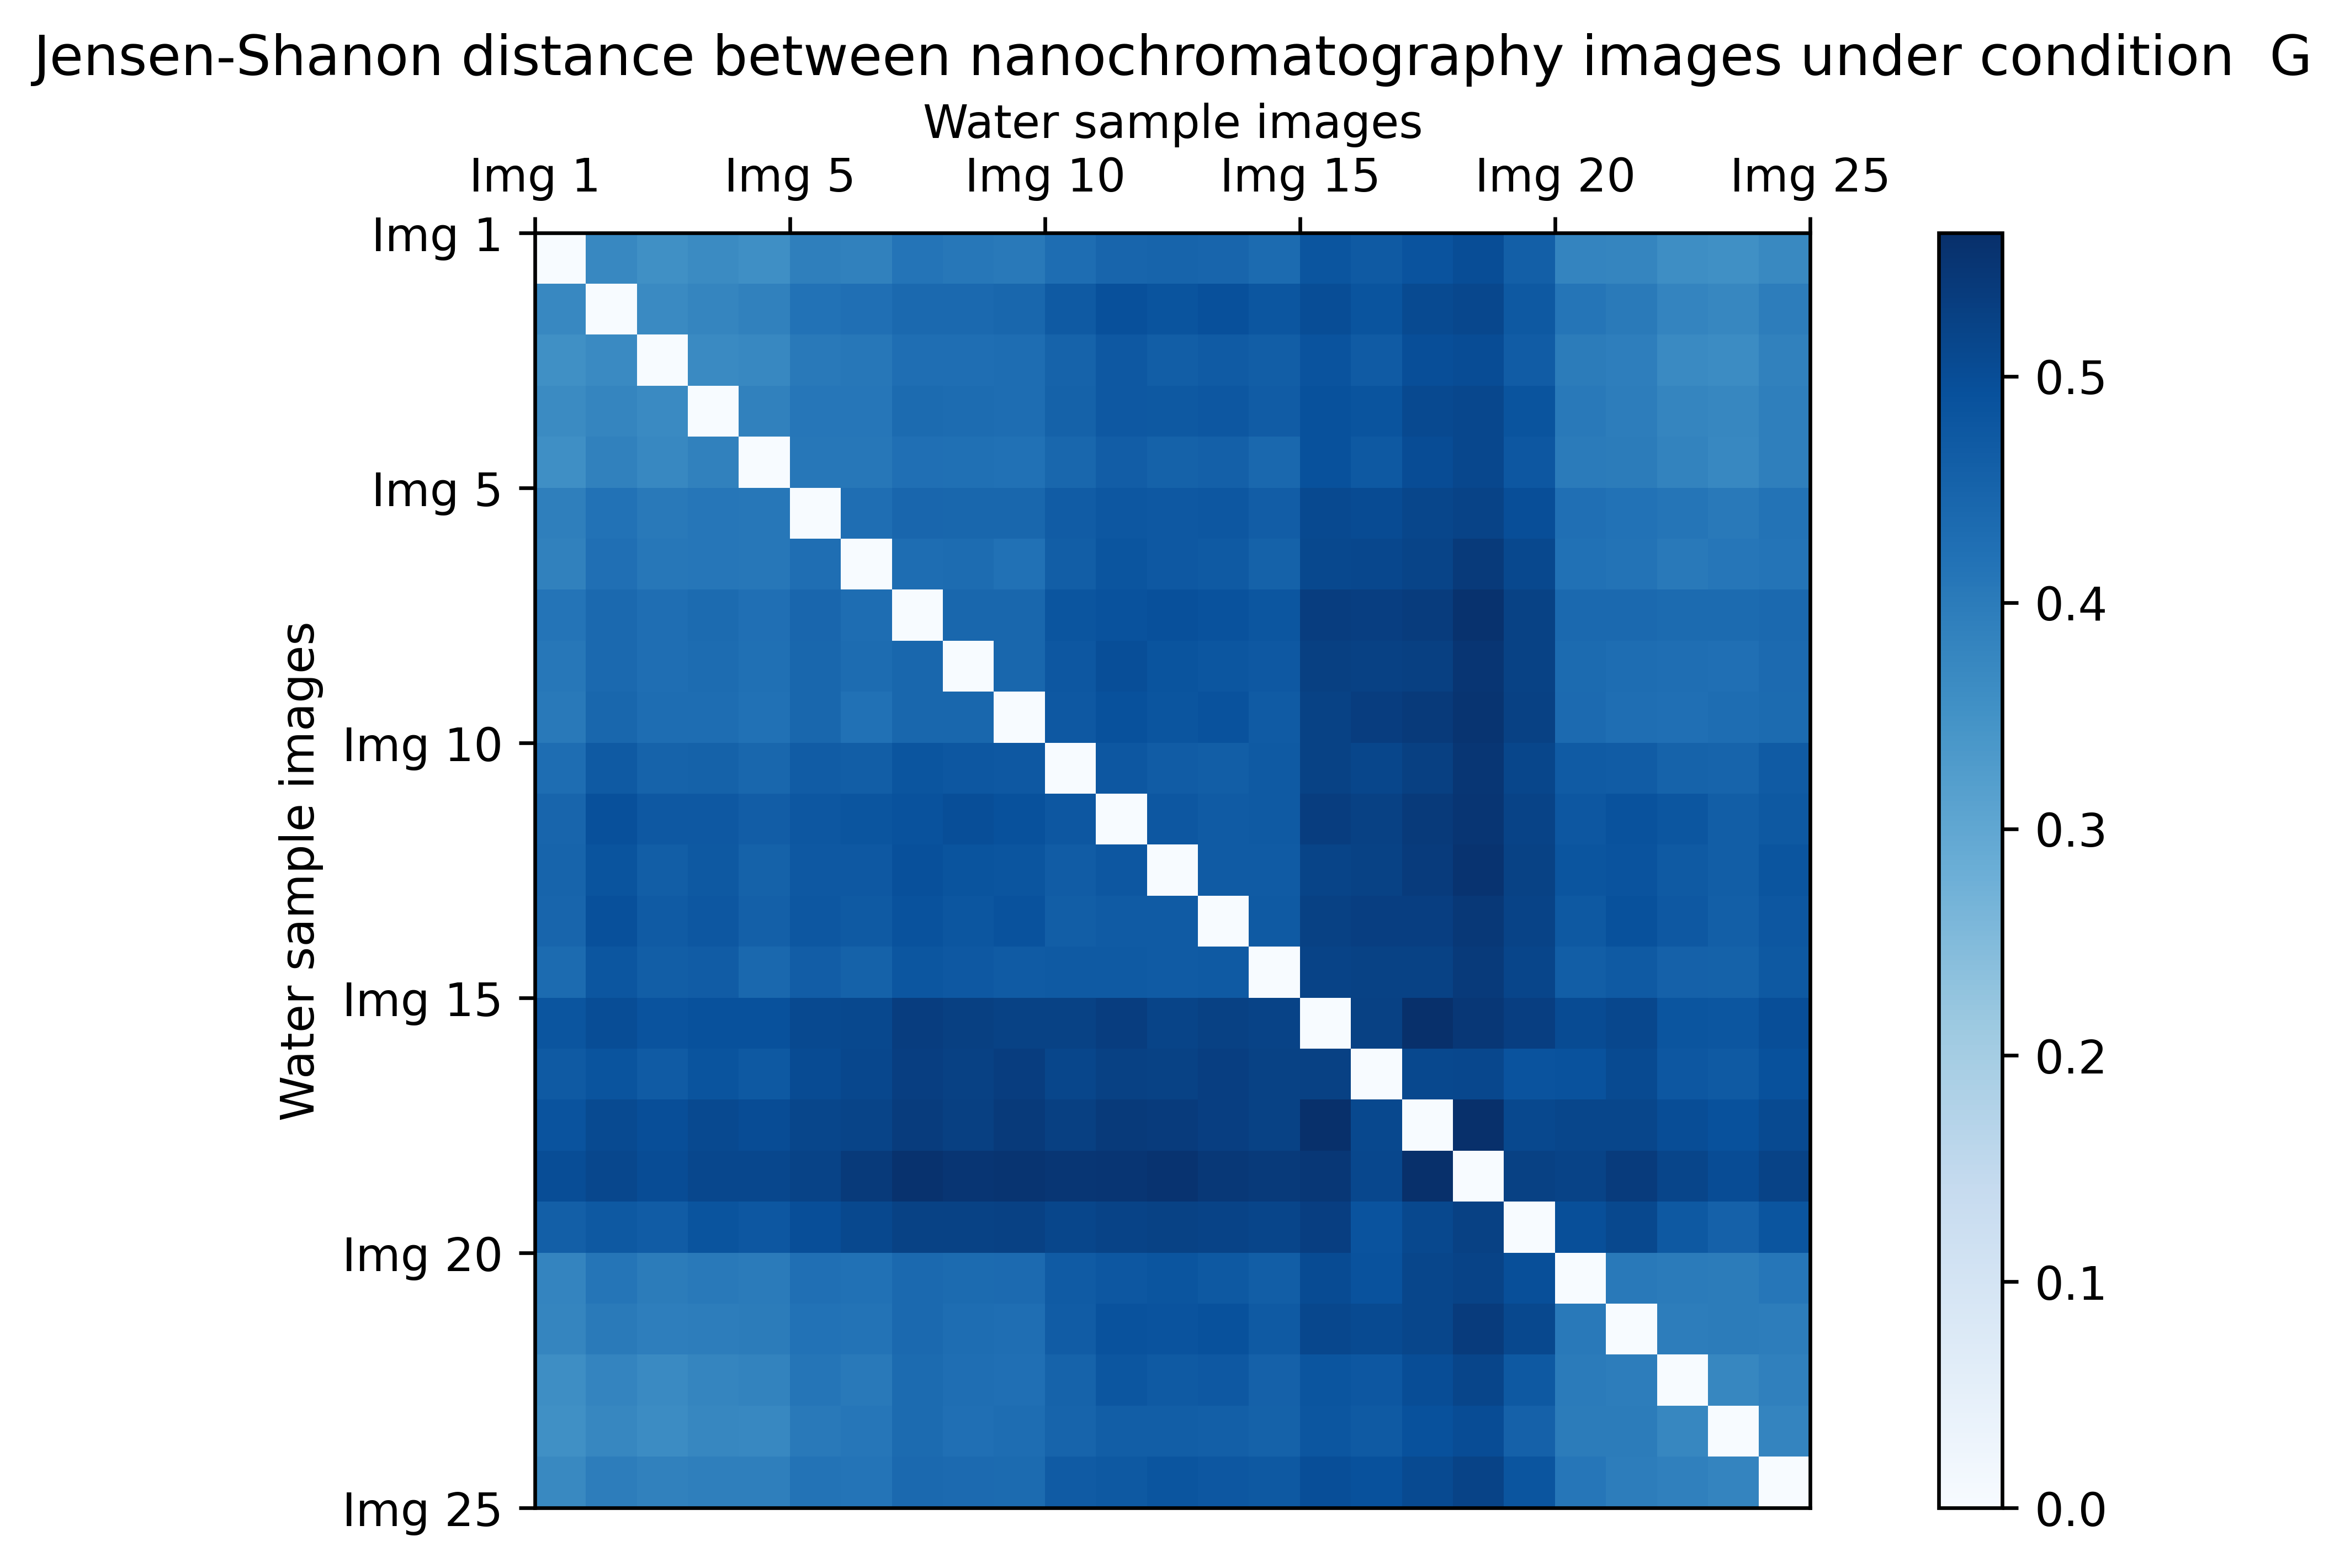 Jensen-Shanon distance between nanochromatography images under condition  G
Water sample images
Img 1 Img 5 Img 10 Img 15 Img 20 Img 25
Water sample images
Img 1
Img 5
Img 10
Img 15
Img 20
Img 25
0.5
0.4
0.3
0.2
0.1
0.0